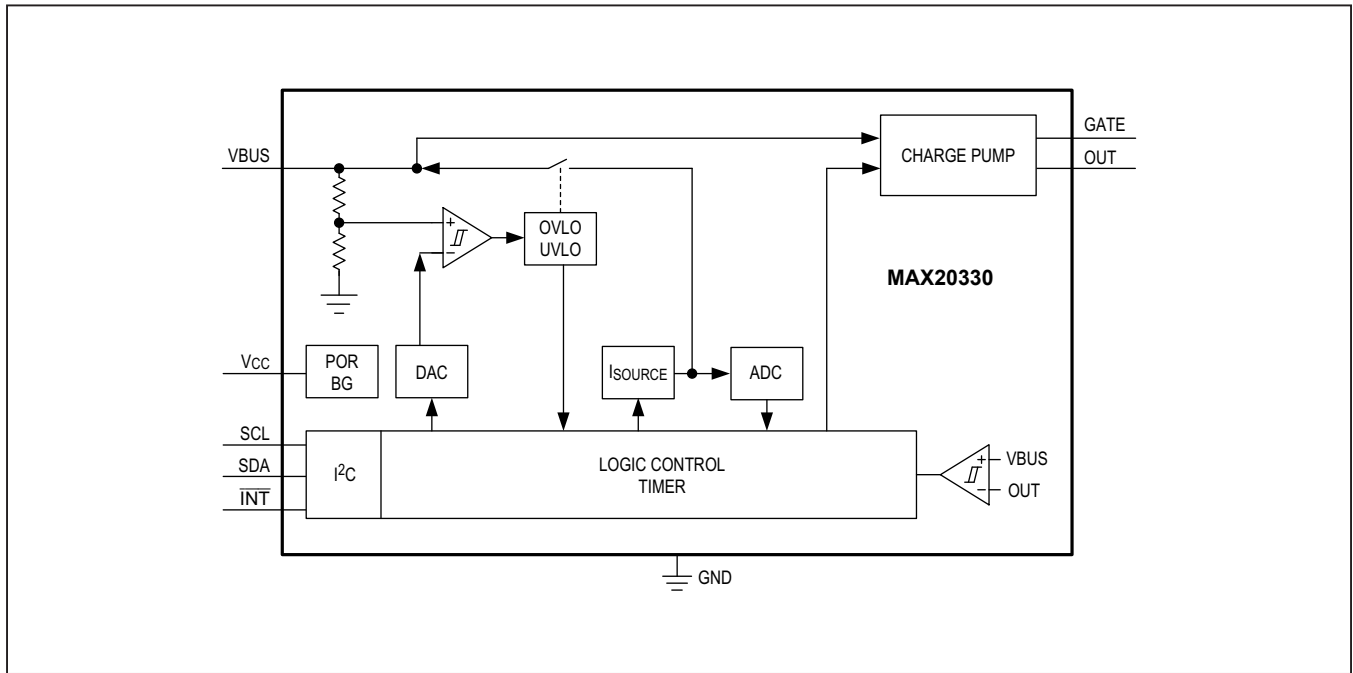 VBUS
GATE
OUT
CHARGE PUMP
+
−
OVLO
UVLO
MAX20330
VCC
POR
BG
DAC
ISOURCE
ADC
SCL
SDA
INT
I²C
LOGIC CONTROL
TIMER
+
−
VBUS
OUT
GND